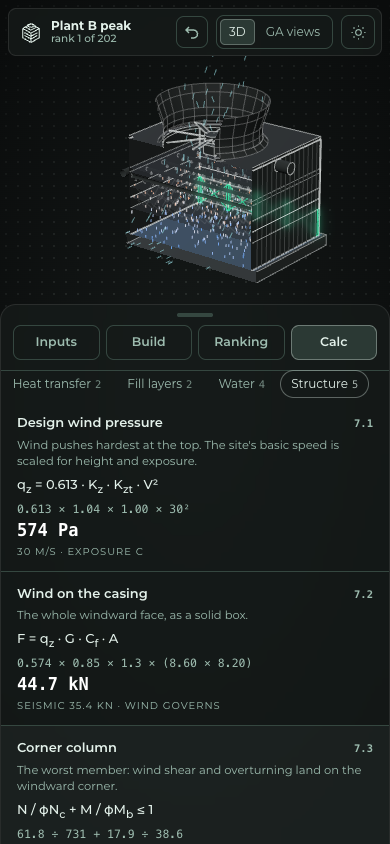 Plant B peak
rank 1 of 202
3D
GA views
Inputs
Build
Ranking
Calc
Heat transfer 2
Fill layers 2
Water 4
Structure 5
Design wind pressure
7.1
Wind pushes hardest at the top. The site's basic speed is
scaled for height and exposure.
qz = 0.613 · Kz · Kzt · V²
0.613 × 1.04 × 1.00 × 30²
574 Pa
30 M/S · EXPOSURE C
Wind on the casing
7.2
The whole windward face, as a solid box.
F = qz · G · Cf · A
0.574 × 0.85 × 1.3 × (8.60 × 8.20)
44.7 kN
SEISMIC 35.4 KN · WIND GOVERNS
Corner column
7.3
The worst member: wind shear and overturning land on the
windward corner.
N / ϕNc + M / ϕMb ≤ 1
61.8 ÷ 731 + 17.9 ÷ 38.6